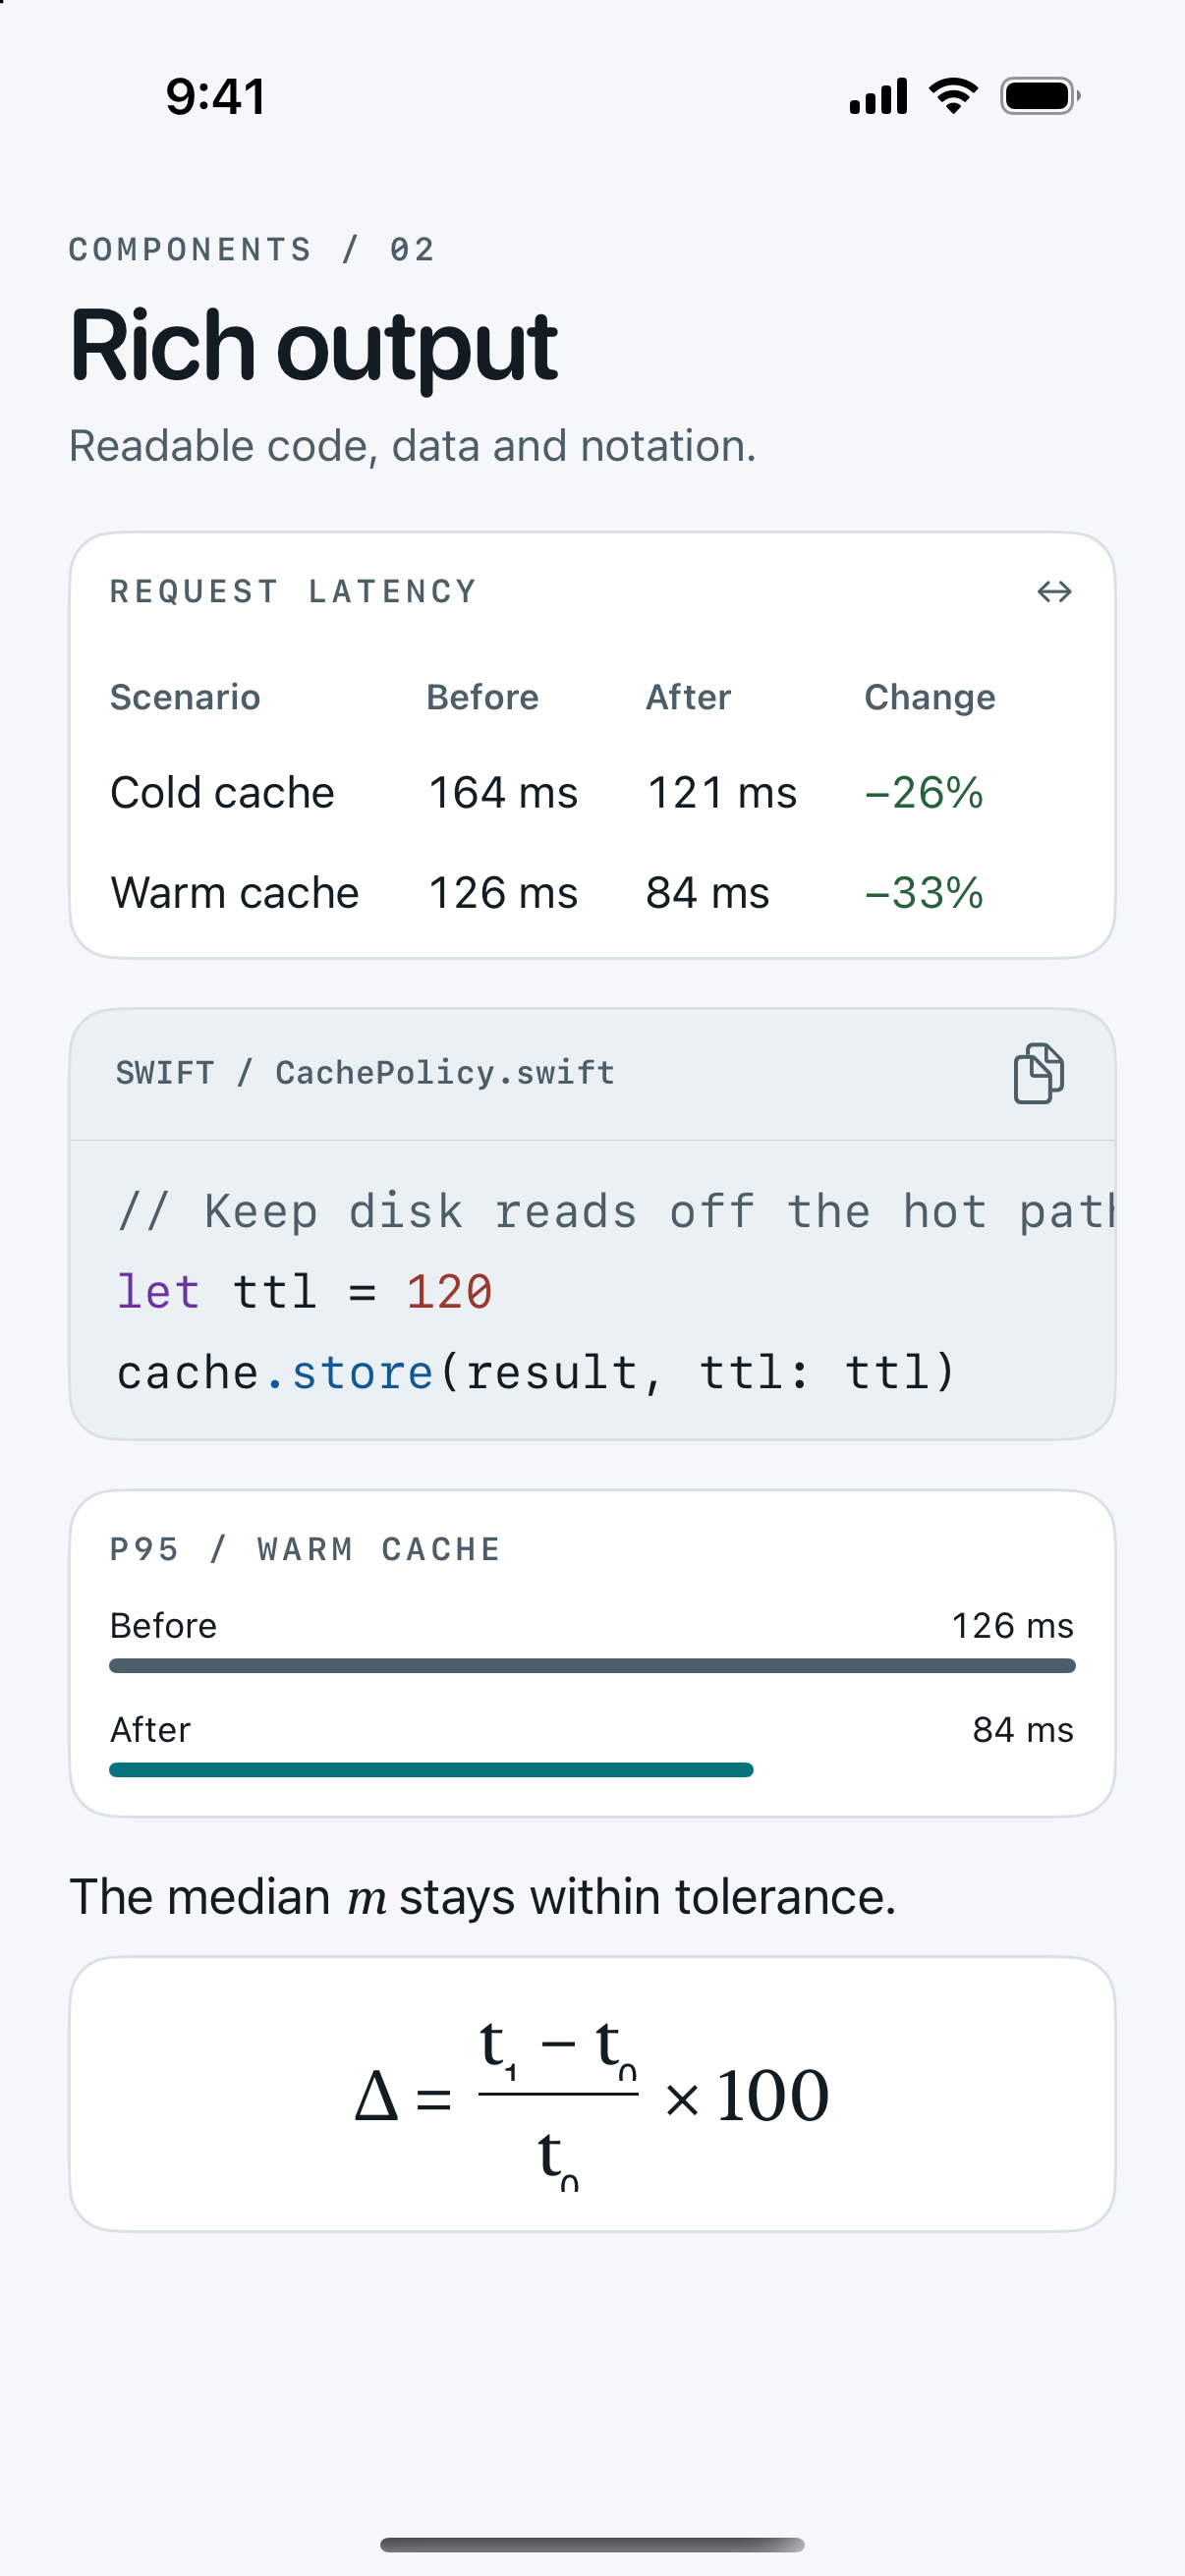 9:41
COMPONENTS / 02
Rich output
Readable code, data and notation.
REQUEST LATENCY
Scenario Before After Change
Cold cache 164 ms 121 ms −26%
Warm cache 126 ms 84 ms −33%
SWIFT / CachePolicy.swift
// Keep disk reads off the hot path
let ttl = 120
cache.store(result, ttl: ttl)
P95 / WARM CACHE
Before 126 ms
After 84 ms
The median m stays within tolerance.
t₁ − t₀
Δ = × 100
t₀